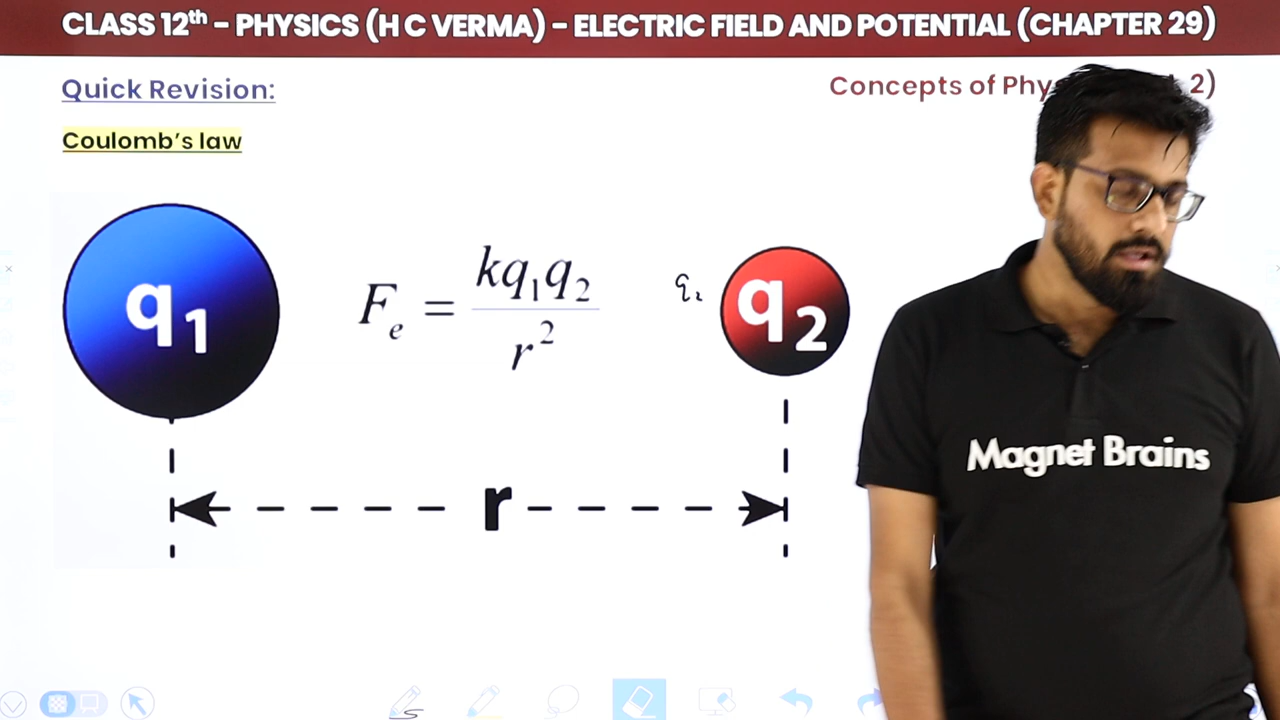 CLASS 12th – PHYSICS (H C VERMA) – ELECTRIC FIELD AND POTENTIAL (CHAPTER 29)
Quick Revision:
Concepts of Phy 2)
Coulomb's law
q1
Fe = kq1q2 / r2
q2
q2
Magnet Brains
r